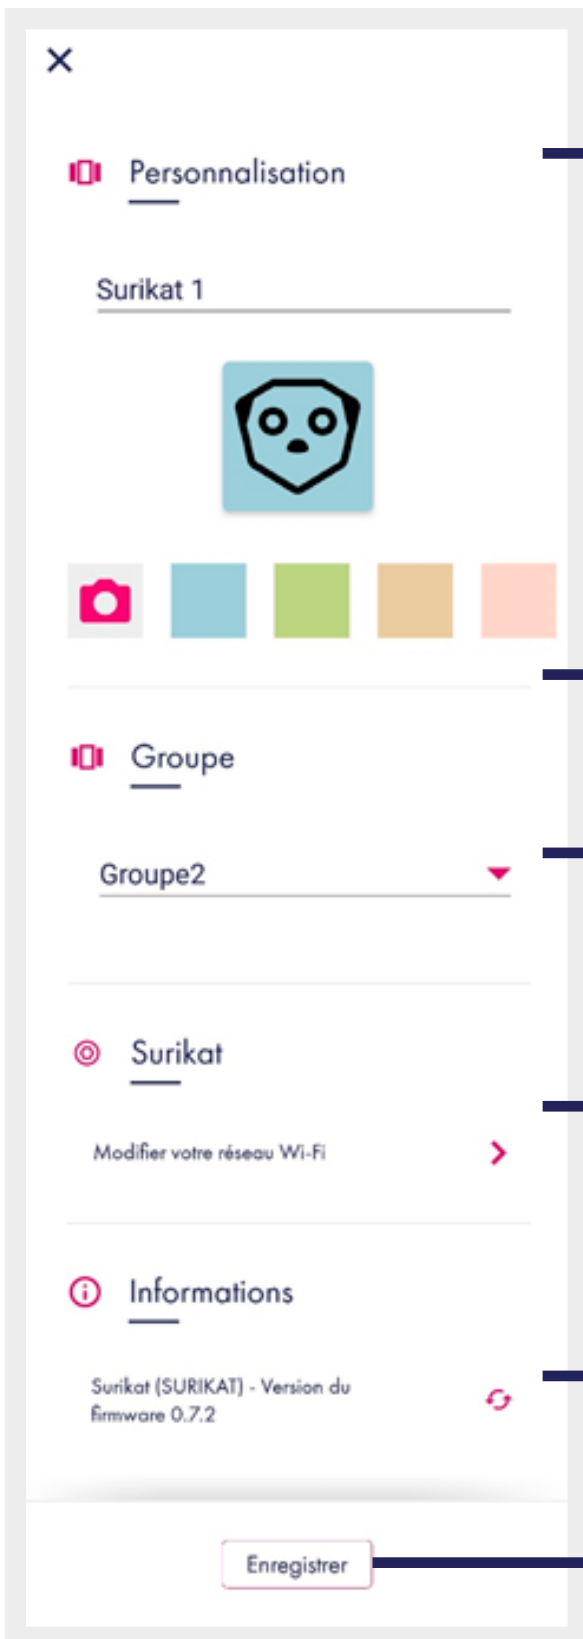 Personnalisation
Surikat 1
Groupe
Groupe2
Surikat
Modifier votre réseau Wi-Fi
Informations
Surikat (SURIKAT) - Version du
firmware 0.7.2
Enregistrer